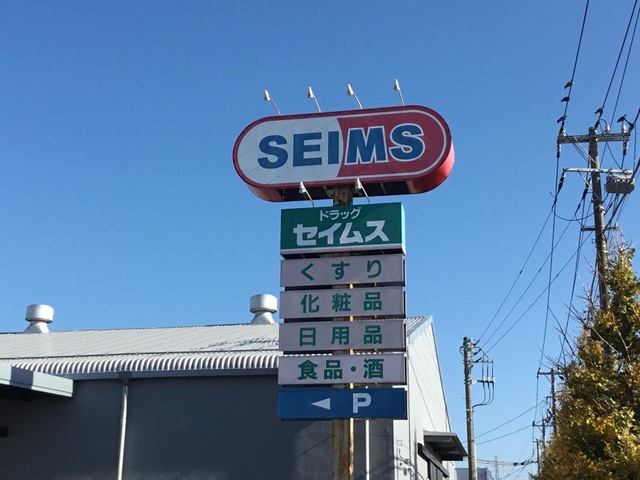 SEIMS
ドラッグ
セイムス
くすり
化粧品
日用品
食品・酒
P